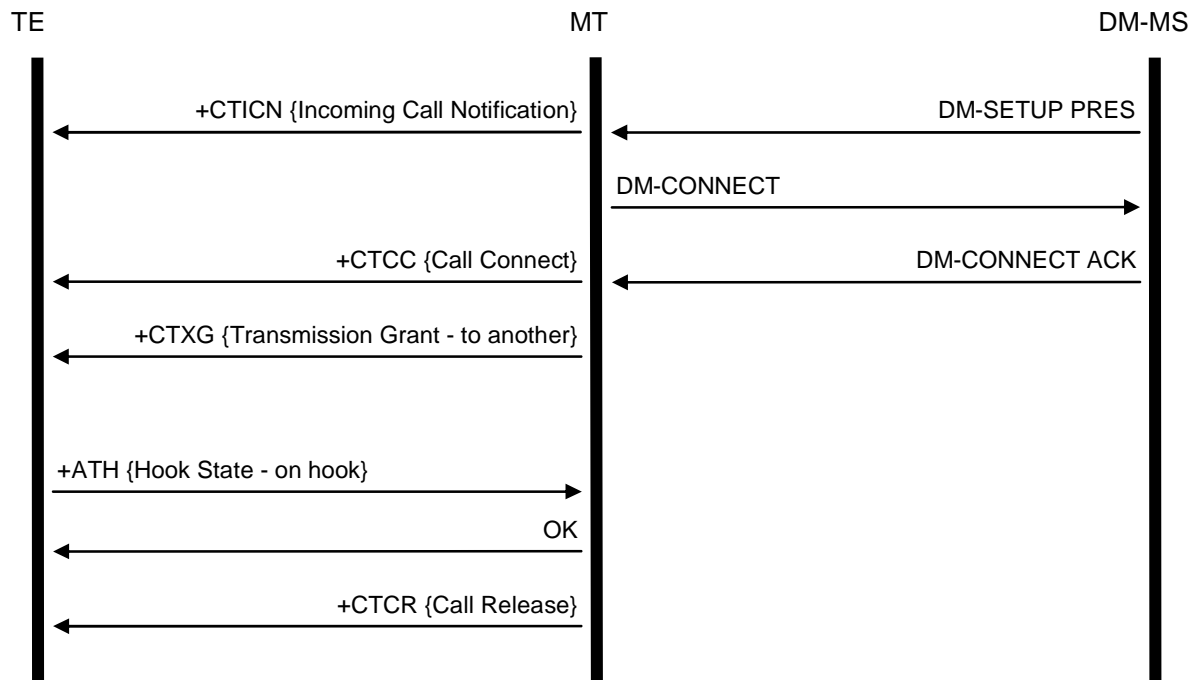 TE
MT
DM-MS
+CTICN {Incoming Call Notification}
DM-SETUP PRES
DM-CONNECT
+CTCC {Call Connect}
DM-CONNECT ACK
+CTXG {Transmission Grant - to another}
+ATH {Hook State - on hook}
OK
+CTCR {Call Release}